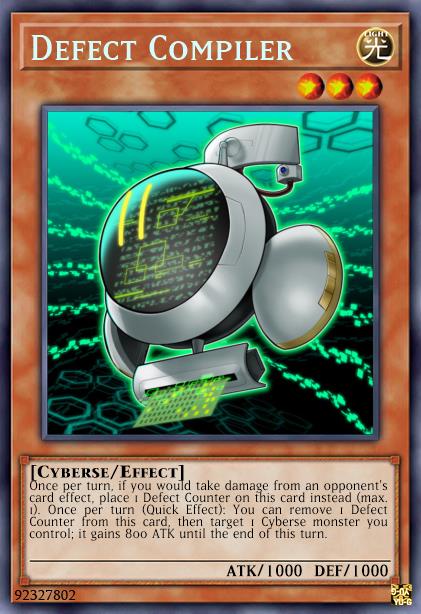 DEFECT COMPILER
LIGHT
光
[CYBERSE/EFFECT]
Once per turn, if you would take damage from an opponent's
card effect, place 1 Defect Counter on this card instead (max.
1). Once per turn (Quick Effect): You can remove 1 Defect
Counter from this card, then target 1 Cyberse monster you
control; it gains 800 ATK until the end of this turn.
ATK/1000 DEF/1000
92327802